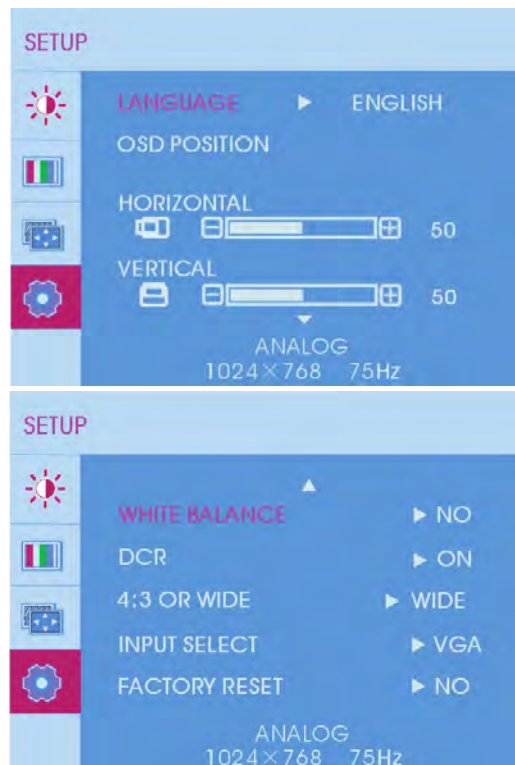 SETUP
LANGUAGE ENGLISH
OSD POSITION
HORIZONTAL
50
VERTICAL
50
ANALOG
1024×768 75Hz
SETUP
WHITE BALANCE NO
DCR ON
4:3 OR WIDE WIDE
INPUT SELECT VGA
FACTORY RESET NO
ANALOG
1024×768 75Hz